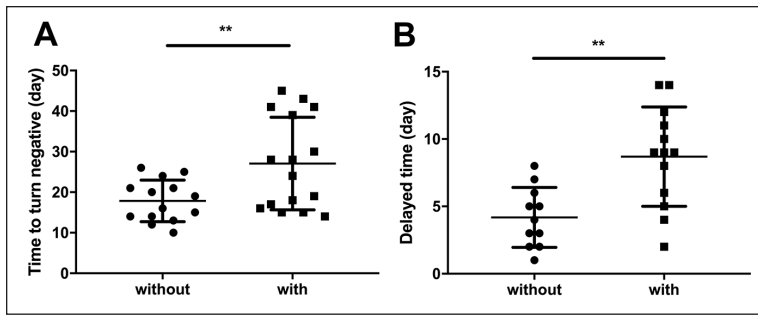 A
**
Time to turn negative (day)
50
40
30
20
10
0
without
with
B
**
Delayed time (day)
15
10
5
0
without
with